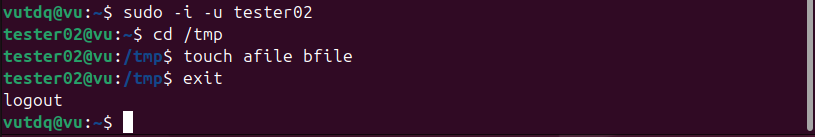 vutdq@vu:~$ sudo -i -u tester02
tester02@vu:~$ cd /tmp
tester02@vu:/tmp$ touch afile bfile
tester02@vu:/tmp$ exit
logout
vutdq@vu:~$